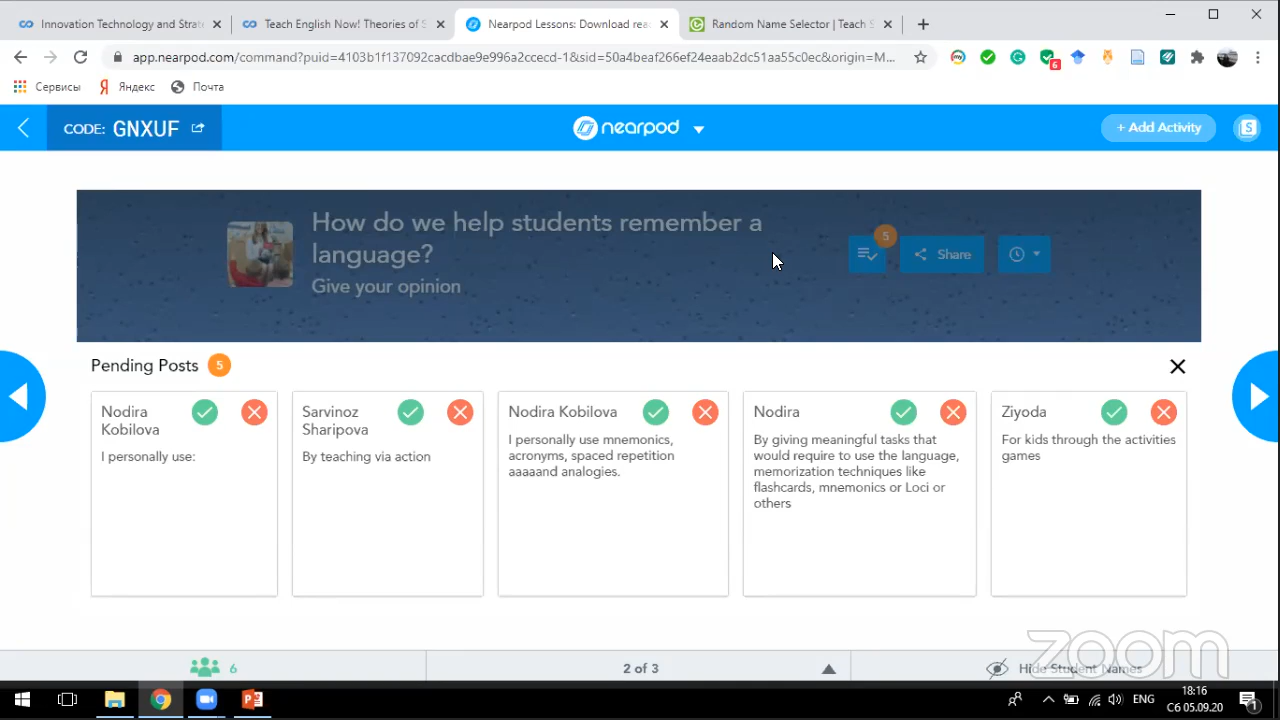 Innovation Technology and Strate
Teach English Now! Theories of S
Nearpod Lessons: Download rea
Random Name Selector | Teach S
app.nearpod.com/command?puid=4103b1f137092cacdbae9e996a2ccecd-1&sid=50a4beaf266ef24eaab2dc51aa55c0ec&origin=M...
my
6
Сервисы
Яндекс
Почта
CODE: GNXUF
nearpod
+ Add Activity
S
How do we help students remember a
language?
Give your opinion
5
Share
Pending Posts 5
Nodira
Kobilova
I personally use:
Sarvinoz
Sharipova
By teaching via action
Nodira Kobilova
I personally use mnemonics,
acronyms, spaced repetition
aaaaand analogies.
Nodira
By giving meaningful tasks that
would require to use the language,
memorization techniques like
flashcards, mnemonics or Loci or
others
Ziyoda
For kids through the activities
games
6
2 of 3
Hide Student Names
zoom
ENG
18:16
Сб 05.09.20
1